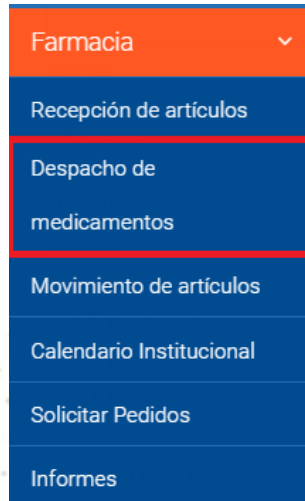 Farmacia
Recepción de artículos
Despacho de
medicamentos
Movimiento de artículos
Calendario Institucional
Solicitar Pedidos
Informes